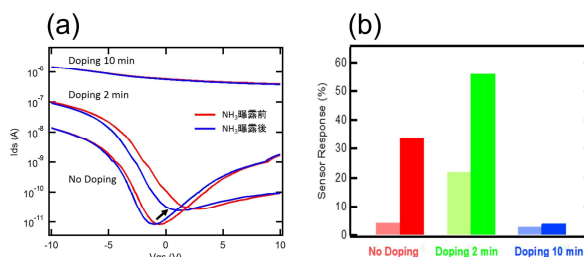 (a)
Doping 10 min
Doping 2 min
No Doping
NH₃曝露前
NH₃曝露後
Ids (A)
10⁻⁶
10⁻⁷
10⁻⁸
10⁻⁹
10⁻¹⁰
10⁻¹¹
-10
-5
0
5
10
Vgs (V)
(b)
Sensor Response (%)
60
50
40
30
20
10
0
No Doping
Doping 2 min
Doping 10 min